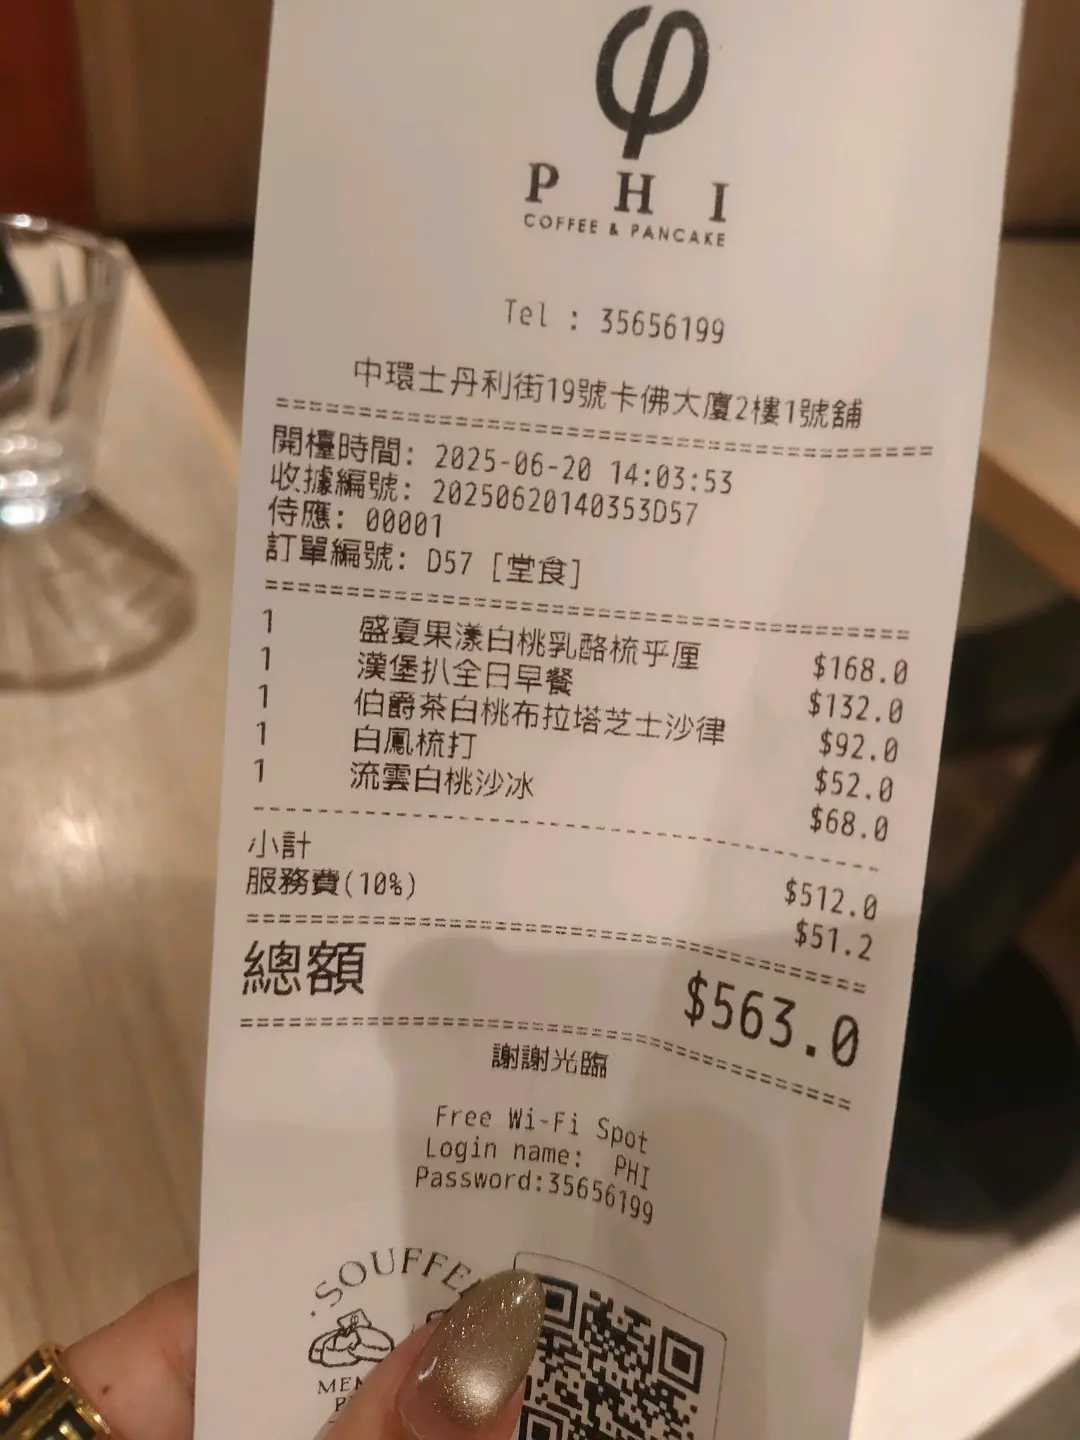 PHI
COFFEE & PANCAKE
Tel : 35656199
中環士丹利街19號卡佛大廈2樓1號舖
開檯時間: 2025-06-20 14:03:53
收據編號: 20250620140353D57
侍應: 00001
訂單編號: D57 [堂食]
1 盛夏果漾白桃乳酪梳乎厘 $168.0
1 漢堡扒全日早餐 $132.0
1 伯爵茶白桃布拉塔芝士沙律 $92.0
1 白鳳梳打 $52.0
1 流雲白桃沙冰 $68.0
小計 $512.0
服務費(10%) $51.2
總額 $563.0
謝謝光臨
Free Wi-Fi Spot
Login name: PHI
Password:35656199